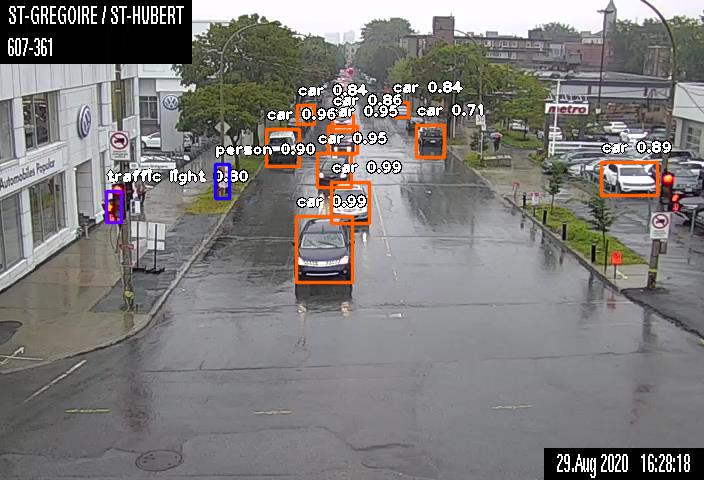 ST-GREGOIRE / ST-HUBERT
607-361
car 0.84
car 0.84
car 0.86
car 0.96
car 0.95
car 0.71
car 0.95
person 0.90
car 0.89
car 0.99
traffic light 0.80
car 0.99
metro
Automobiles Popular
29.Aug 2020 16:28:18